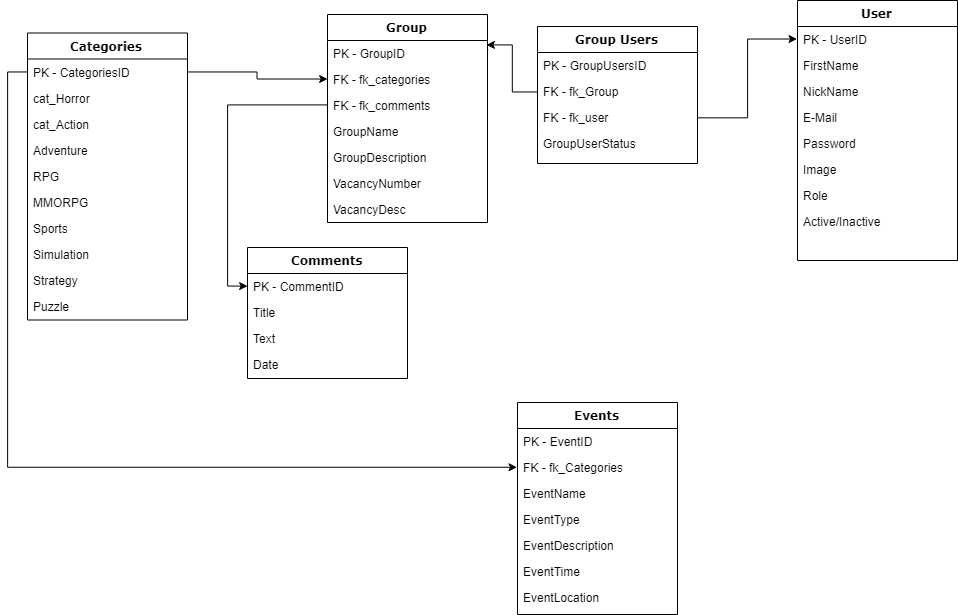 Categories
PK - CategoriesID
cat_Horror
cat_Action
Adventure
RPG
MMORPG
Sports
Simulation
Strategy
Puzzle
Group
PK - GroupID
FK - fk_categories
FK - fk_comments
GroupName
GroupDescription
VacancyNumber
VacancyDesc
Group Users
PK - GroupUsersID
FK - fk_Group
FK - fk_user
GroupUserStatus
User
PK - UserID
FirstName
NickName
E-Mail
Password
Image
Role
Active/Inactive
Comments
PK - CommentID
Title
Text
Date
Events
PK - EventID
FK - fk_Categories
EventName
EventType
EventDescription
EventTime
EventLocation